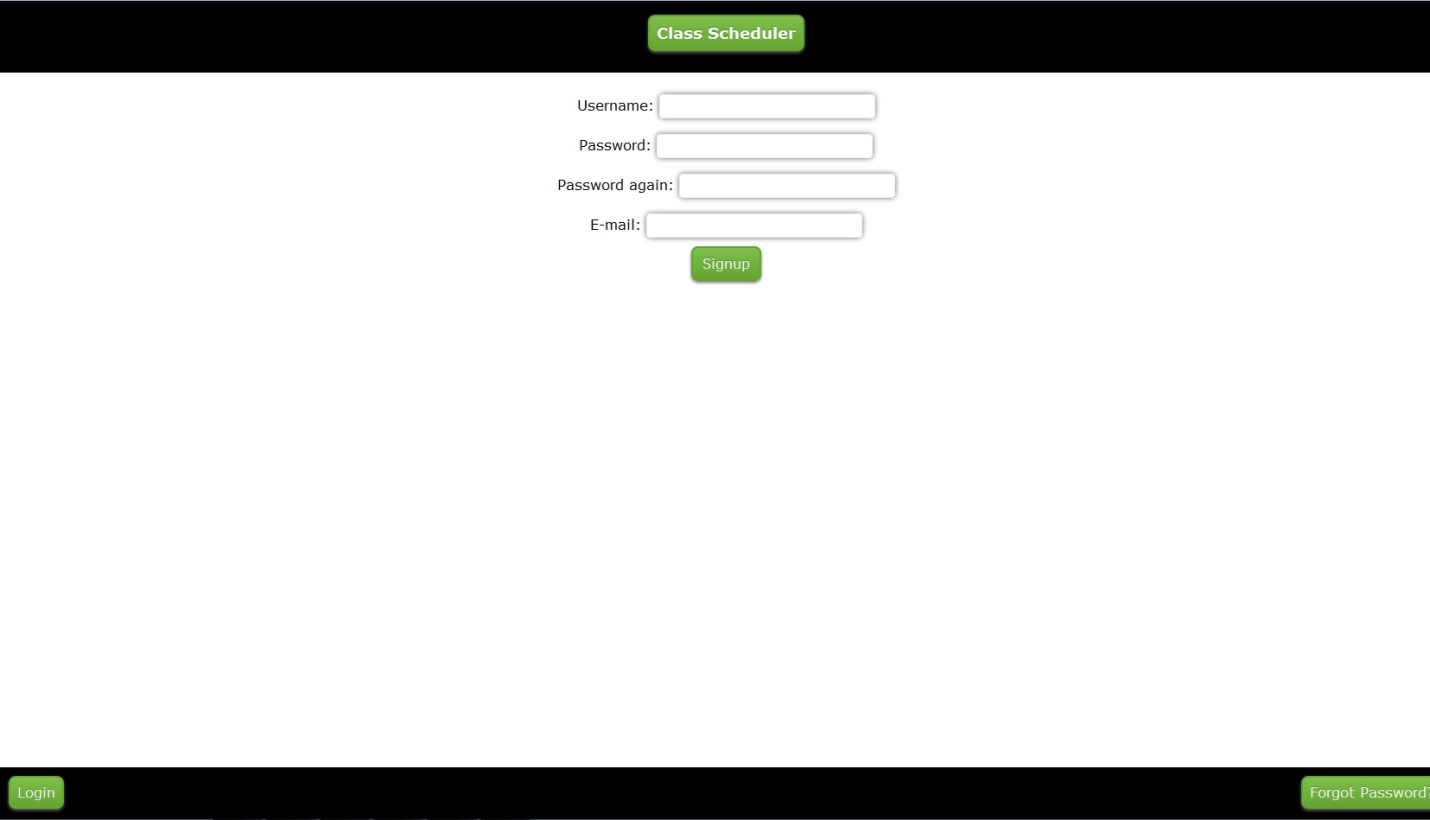 Class Scheduler
Username:
Password:
Password again:
E-mail:
Signup
Login
Forgot Password?